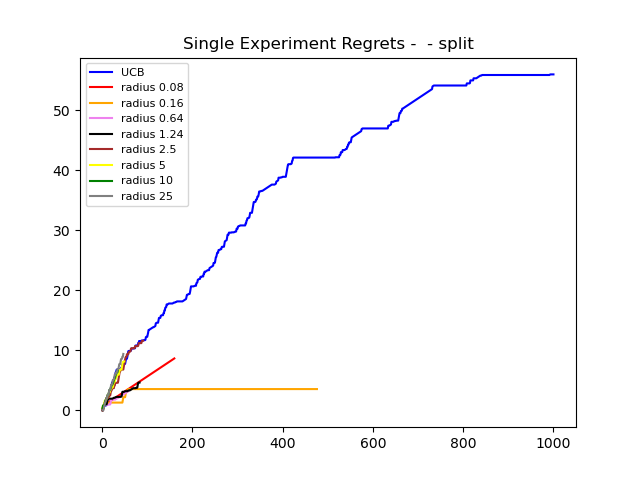 Single Experiment Regrets -  - split
UCB
radius 0.08
radius 0.16
radius 0.64
radius 1.24
radius 2.5
radius 5
radius 10
radius 25
50
40
30
20
10
0
0 200 400 600 800 1000